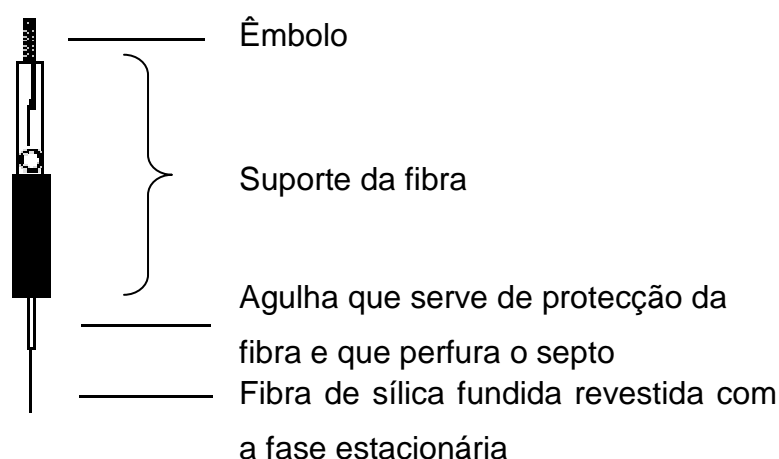 Êmbolo
Suporte da fibra
Agulha que serve de protecção da
fibra e que perfura o septo
Fibra de sílica fundida revestida com
a fase estacionária